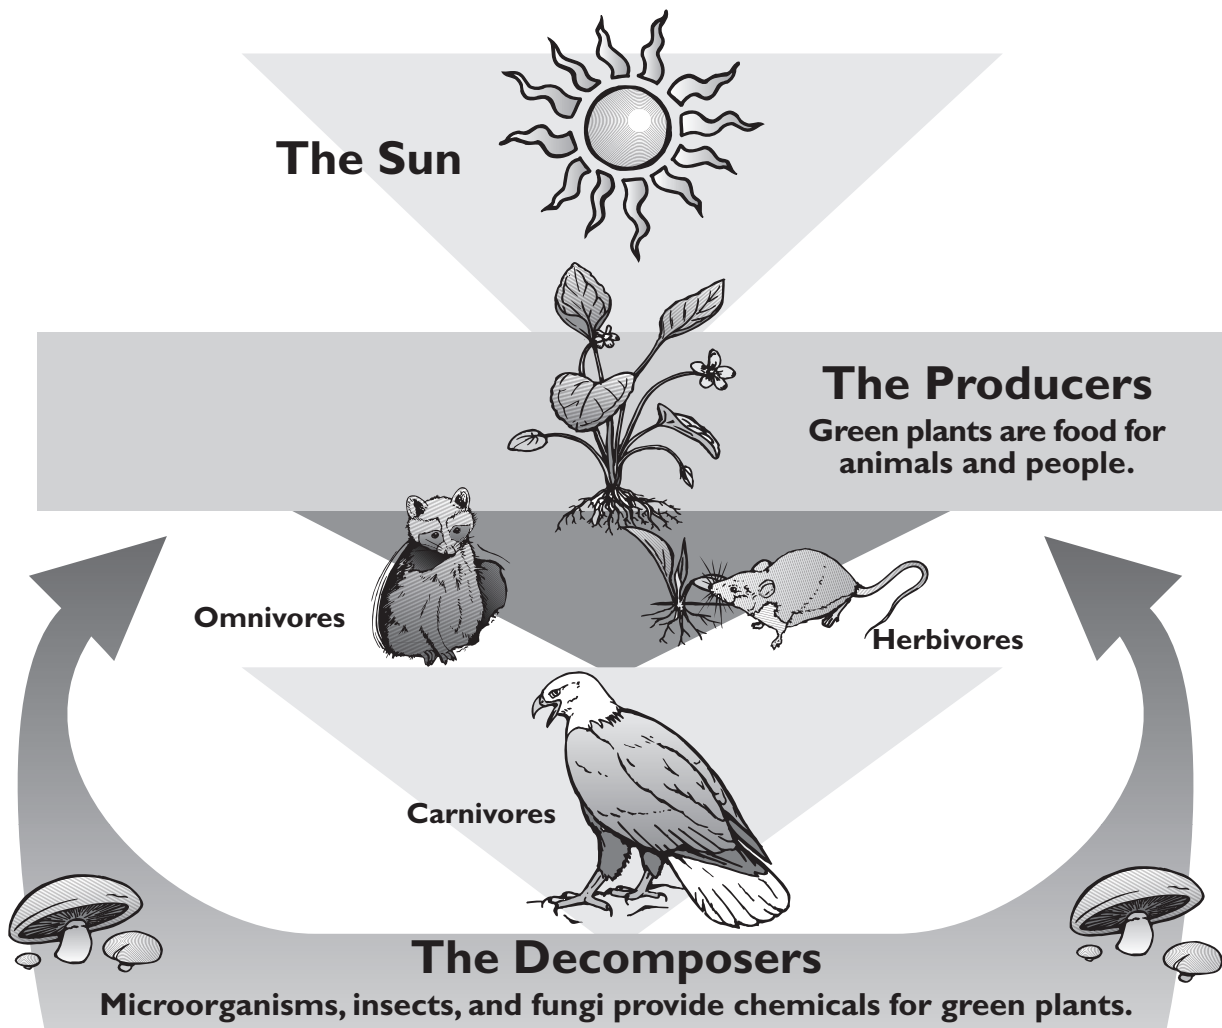 The Sun
The Producers
Green plants are food for
animals and people.
Omnivores
Herbivores
Carnivores
The Decomposers
Microorganisms, insects, and fungi provide chemicals for green plants.